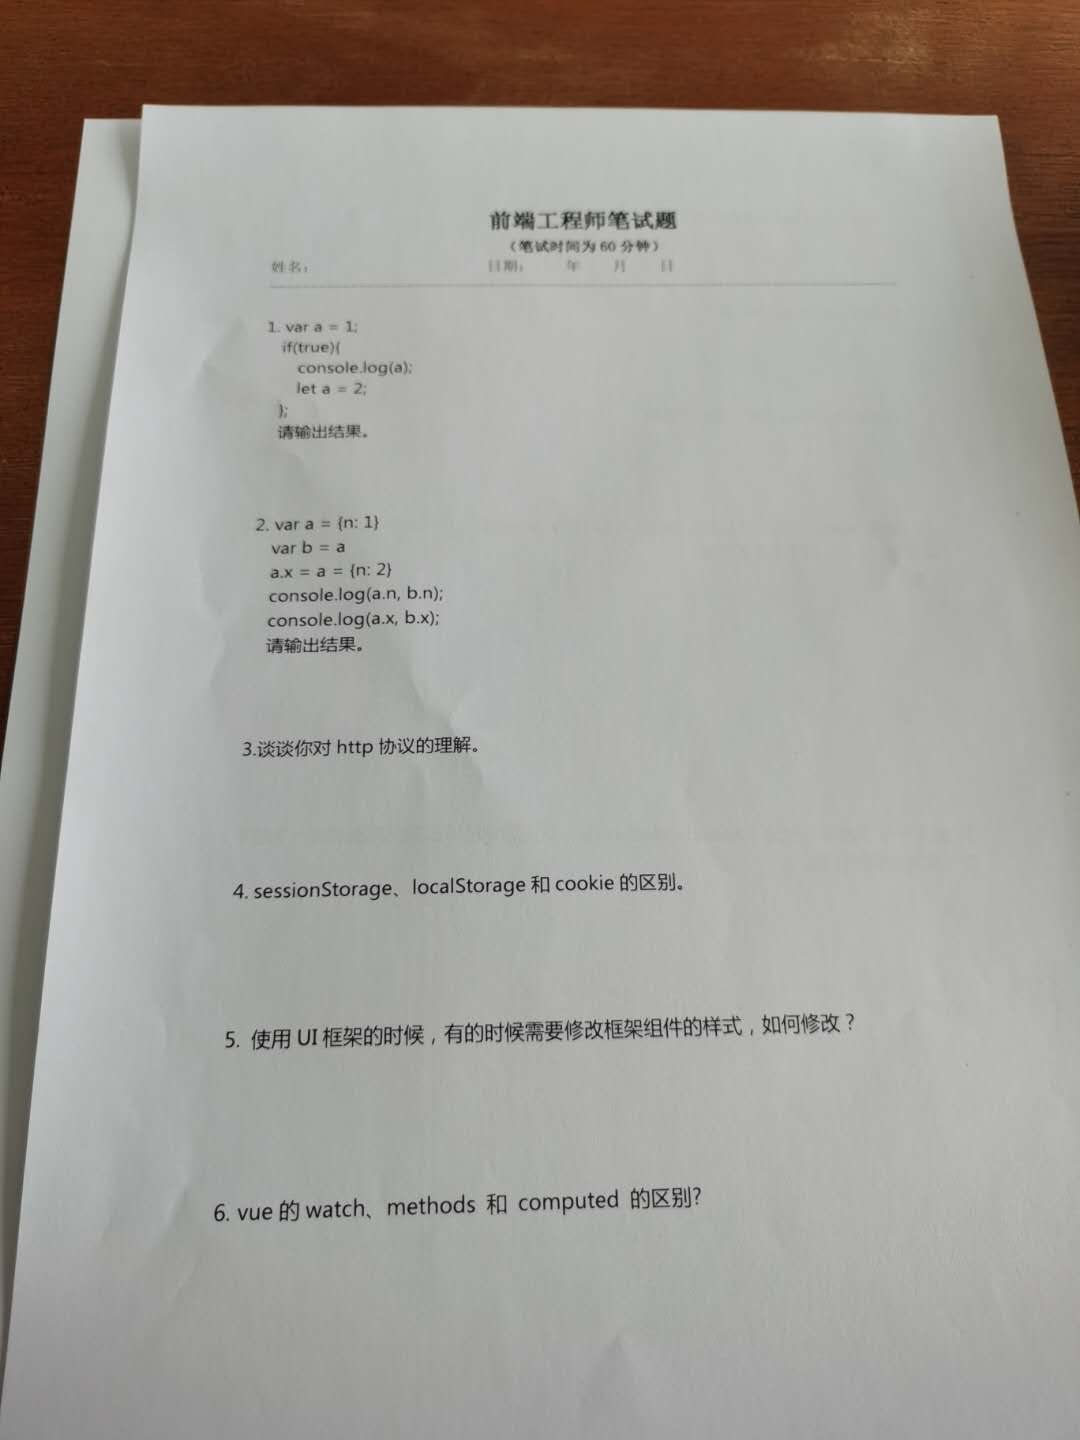 前端工程师笔试题
（笔试时间为 60 分钟）
姓名： 日期： 年 月 日
1. var a = 1;
if(true){
console.log(a);
let a = 2;
};
请输出结果。
2. var a = {n: 1}
var b = a
a.x = a = {n: 2}
console.log(a.n, b.n);
console.log(a.x, b.x);
请输出结果。
3.谈谈你对 http 协议的理解。
4. sessionStorage、localStorage 和 cookie 的区别。
5. 使用 UI 框架的时候，有的时候需要修改框架组件的样式，如何修改？
6. vue 的 watch、methods 和 computed 的区别?